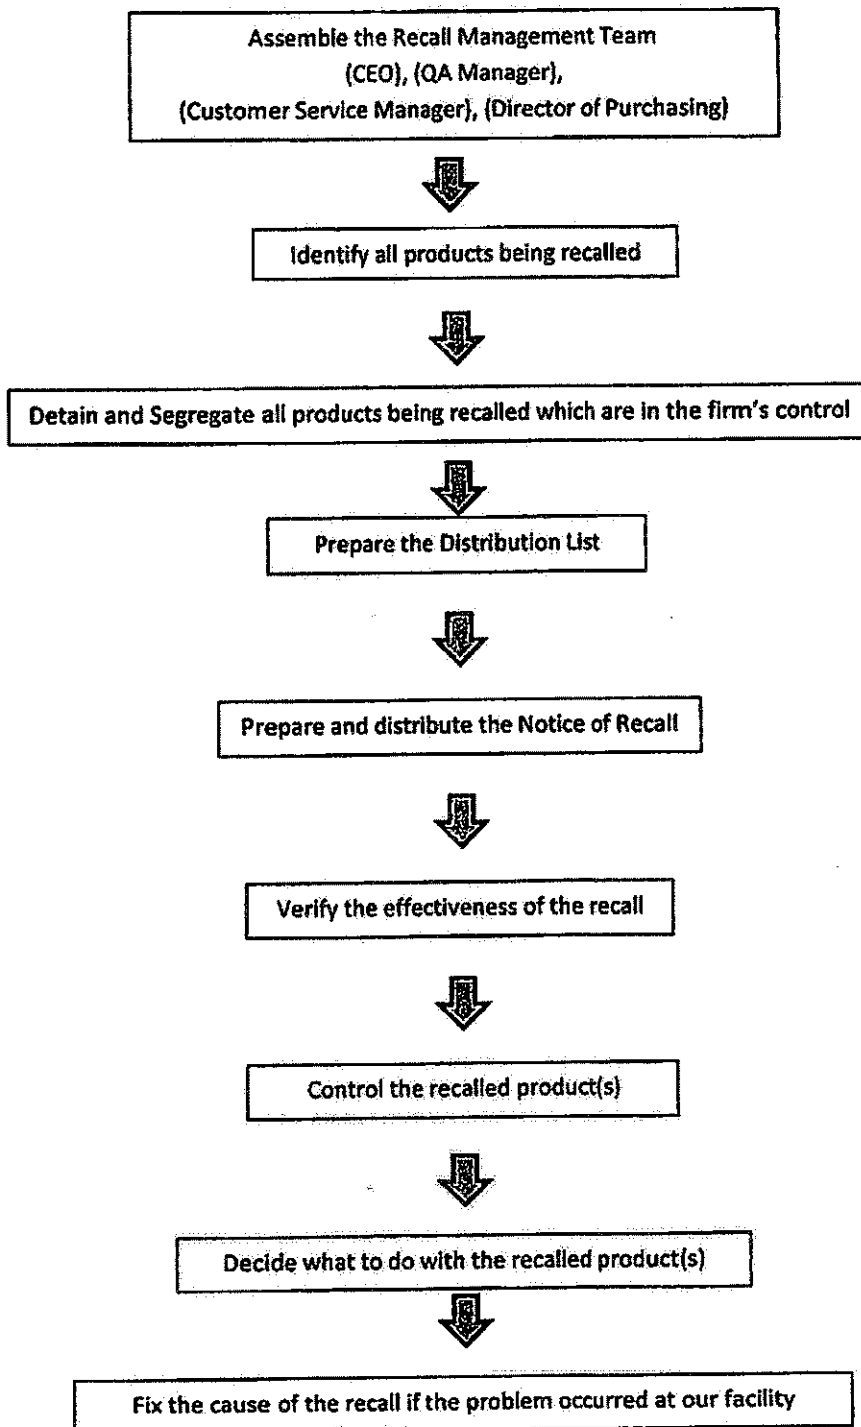 Assemble the Recall Management Team
(CEO), (QA Manager),
(Customer Service Manager), (Director of Purchasing)
Identify all products being recalled
Detain and Segregate all products being recalled which are in the firm's control
Prepare the Distribution List
Prepare and distribute the Notice of Recall
Verify the effectiveness of the recall
Control the recalled product(s)
Decide what to do with the recalled product(s)
Fix the cause of the recall if the problem occurred at our facility